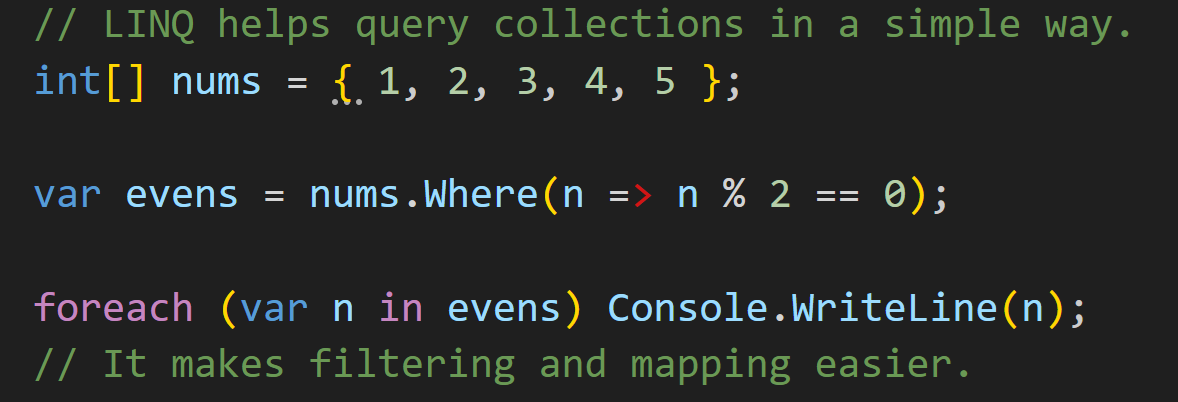 // LINQ helps query collections in a simple way.
int[] nums = { 1, 2, 3, 4, 5 };
var evens = nums.Where(n => n % 2 == 0);
foreach (var n in evens) Console.WriteLine(n);
// It makes filtering and mapping easier.